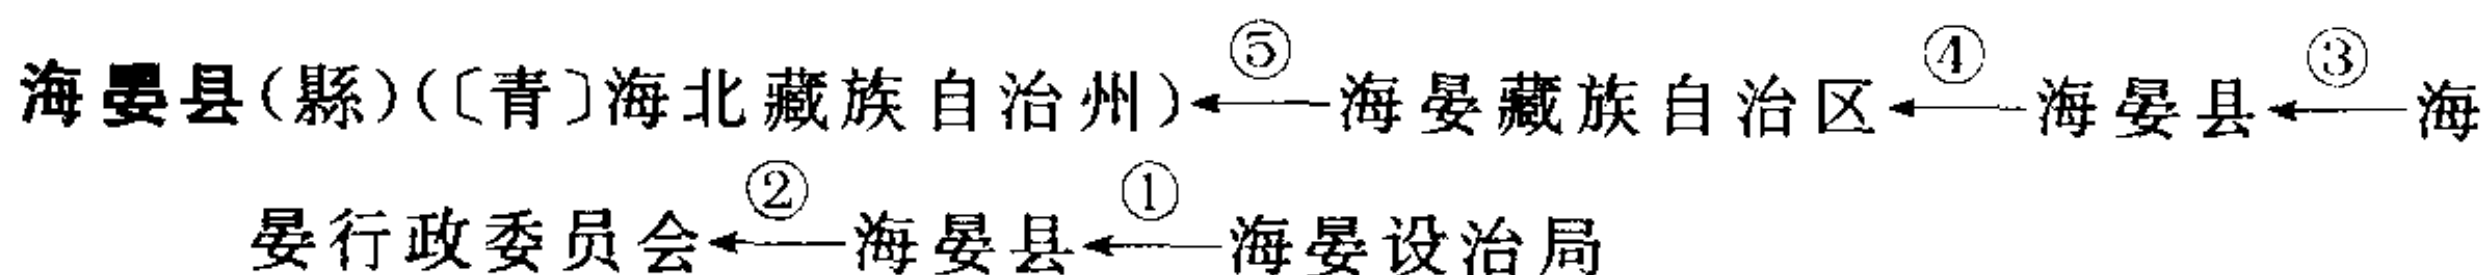 海晏县(縣)(〔青〕海北藏族自治州)←⑤—海晏藏族自治区←④—海晏县←③—海
晏行政委员会←②—海晏县←①—海晏设治局